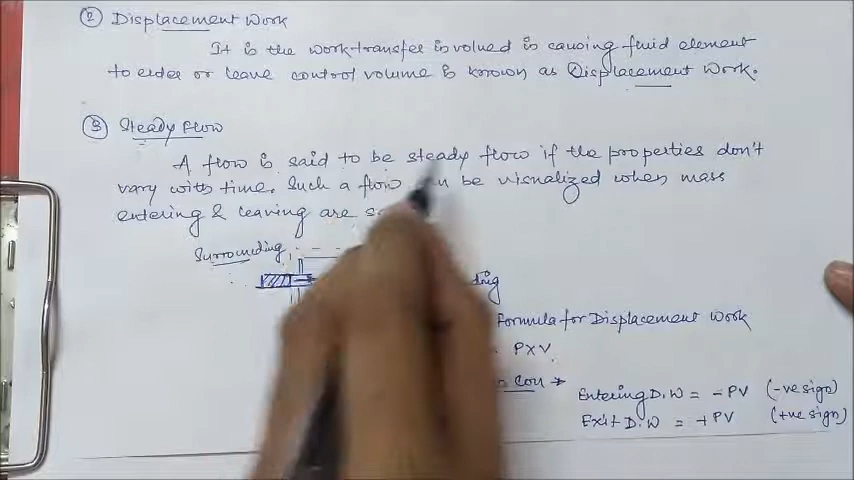 ② Displacement Work
It is the work transfer involved is causing fluid element
to enter or leave control volume is known as Displacement Work.
③ Steady Flow
A flow is said to be steady flow if the properties don't
vary with time. Such a flow be visualized when mass
entering & leaving are
Surrounding
Formula for Displacement Work
PXV.
Con →
Entering D.W = -PV (-ve sign)
Exit D.W = +PV (+ve sign)